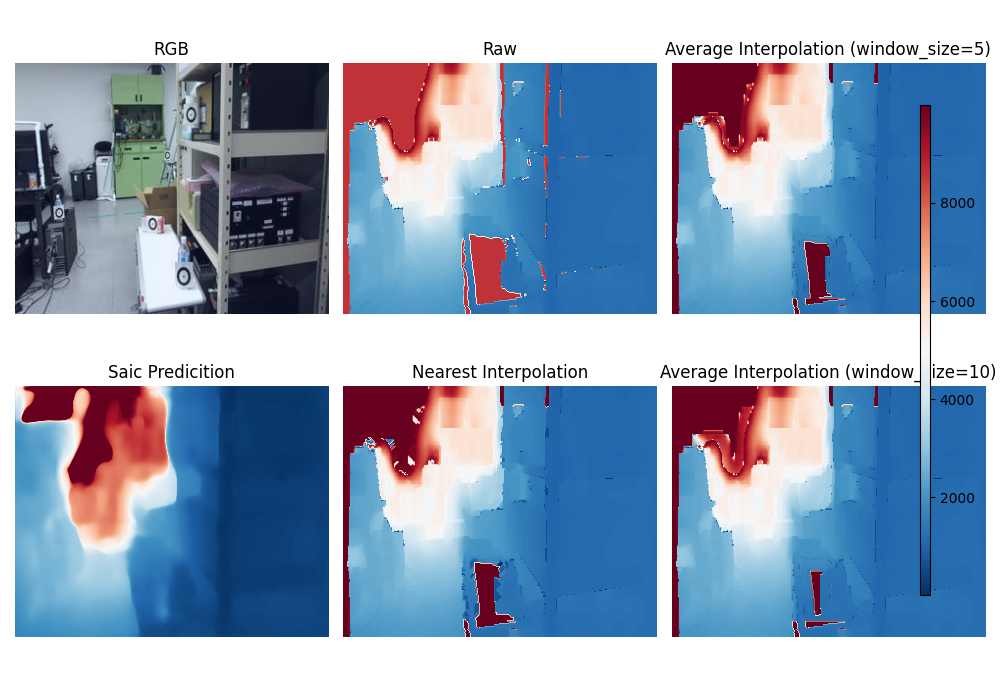 RGB
Raw
Average Interpolation (window_size=5)
8000
6000
Saic Predicition
Nearest Interpolation
Average Interpolation (window_size=10)
4000
2000